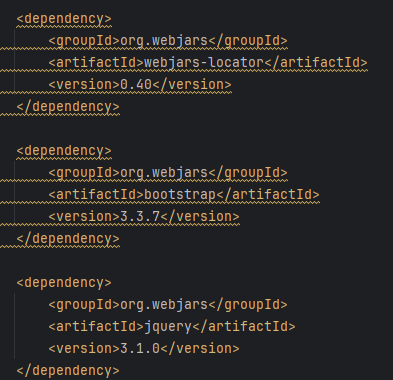 <dependency>
    <groupId>org.webjars</groupId>
    <artifactId>webjars-locator</artifactId>
    <version>0.40</version>
</dependency>

<dependency>
    <groupId>org.webjars</groupId>
    <artifactId>bootstrap</artifactId>
    <version>3.3.7</version>
</dependency>

<dependency>
    <groupId>org.webjars</groupId>
    <artifactId>jquery</artifactId>
    <version>3.1.0</version>
</dependency>